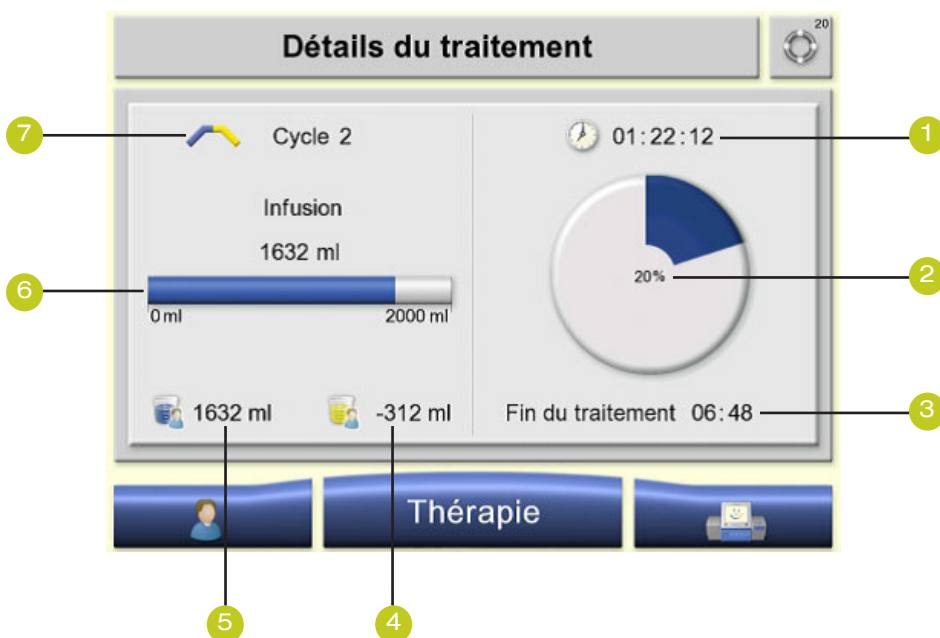 Détails du traitement
20
7
Cycle 2
01:22:12
1
Infusion
1632 ml
6
0 ml
2000 ml
20%
2
1632 ml
-312 ml
Fin du traitement 06:48
3
Thérapie
5
4